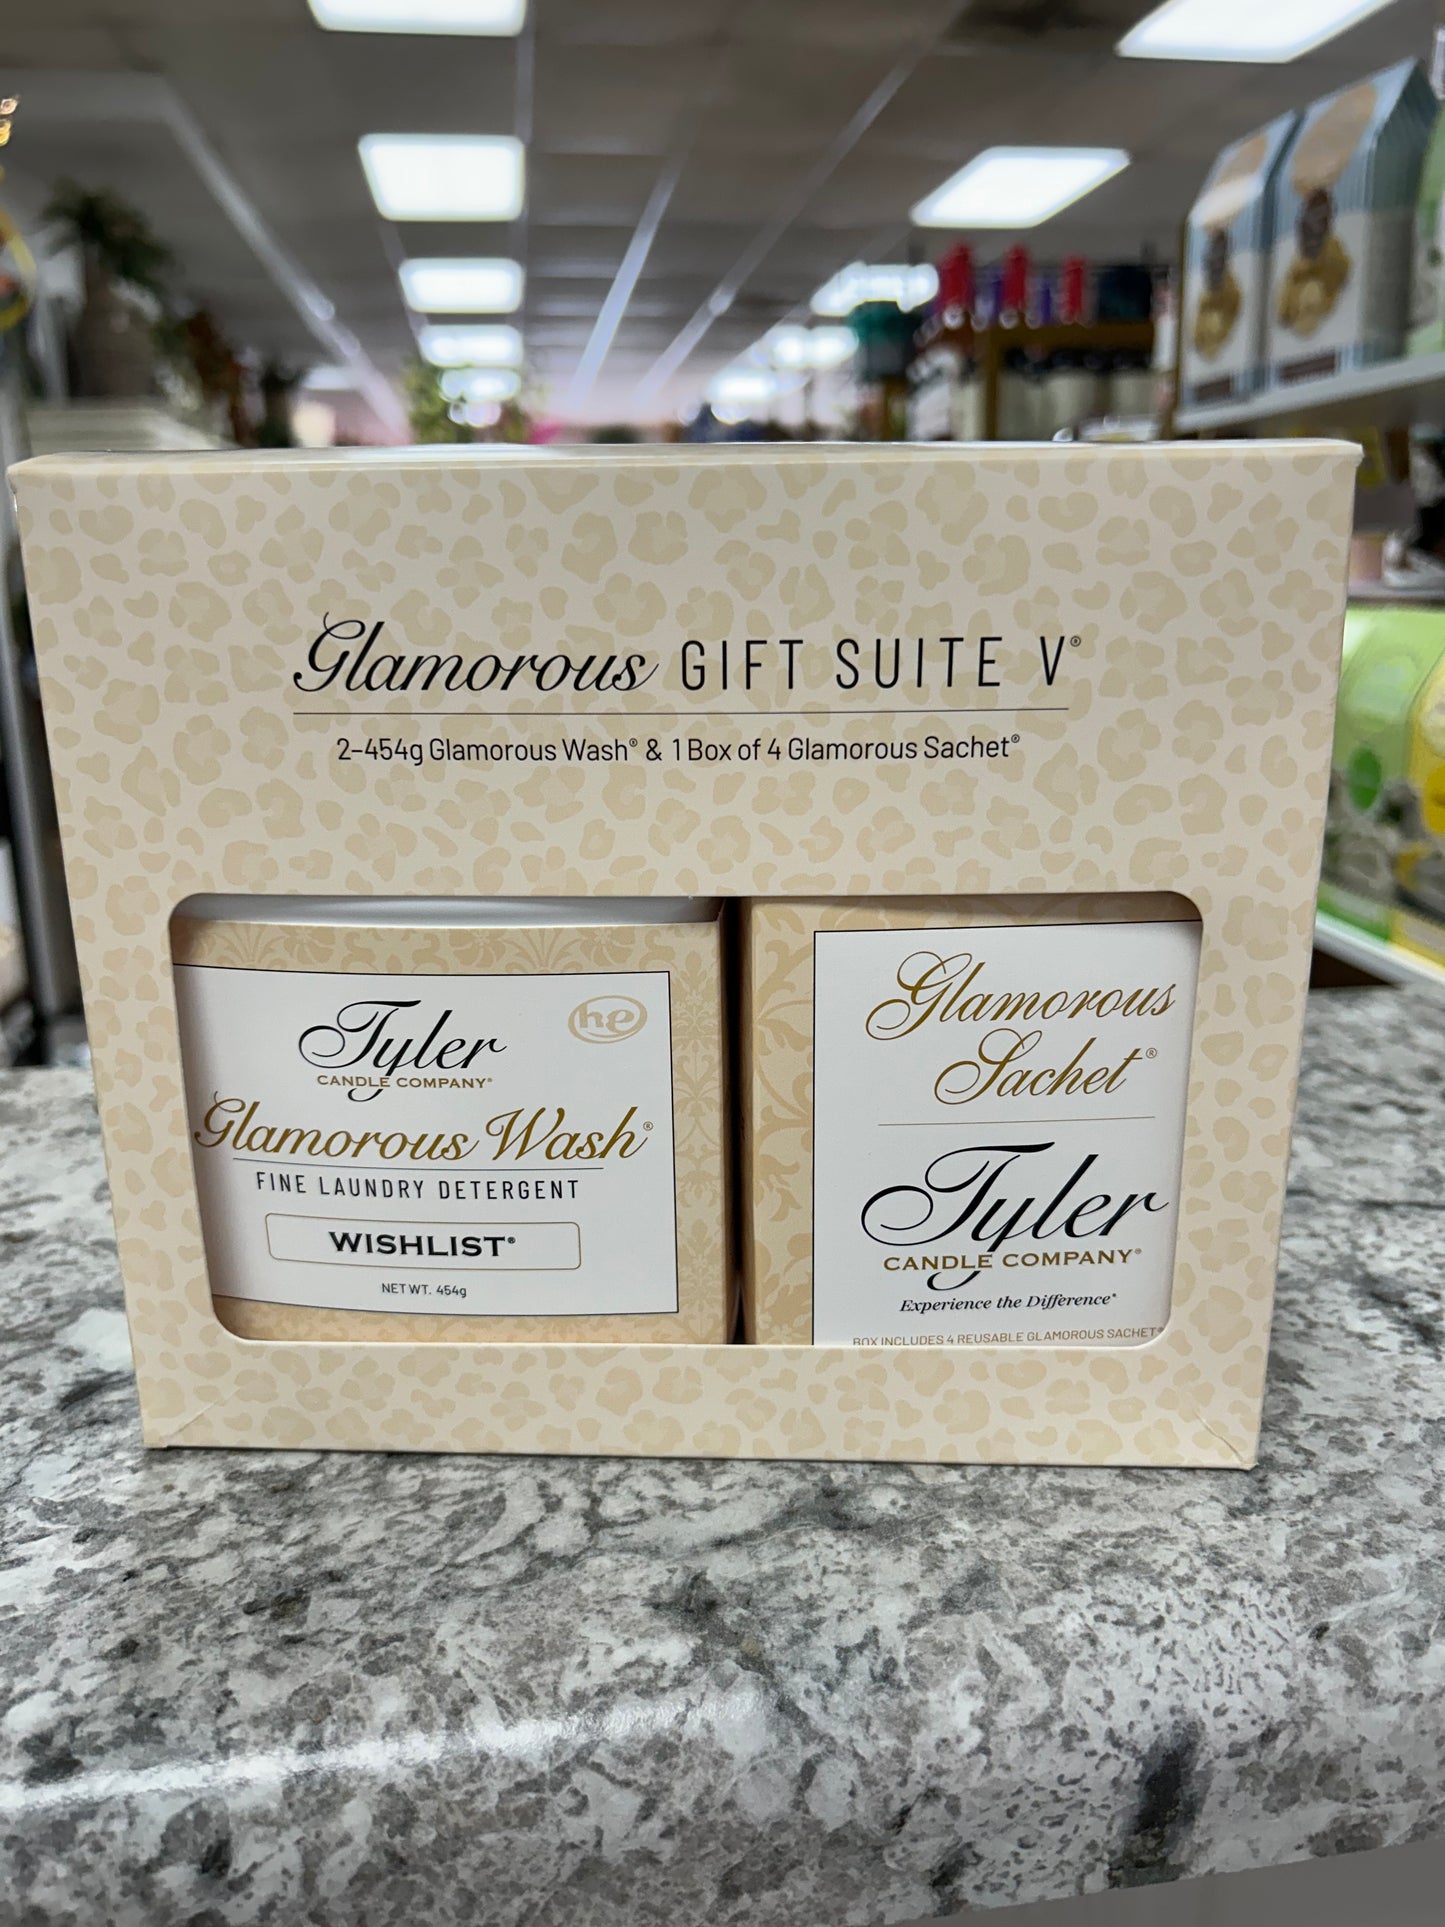 Glamorous GIFT SUITE V®
2-454g Glamorous Wash® & 1 Box of 4 Glamorous Sachet®
Tyler
CANDLE COMPANY®
he
Glamorous Wash®
FINE LAUNDRY DETERGENT
WISHLIST®
NET WT. 454g
Glamorous
Sachet®
Tyler
CANDLE COMPANY®
Experience the Difference®
BOX INCLUDES 4 REUSABLE GLAMOROUS SACHET®